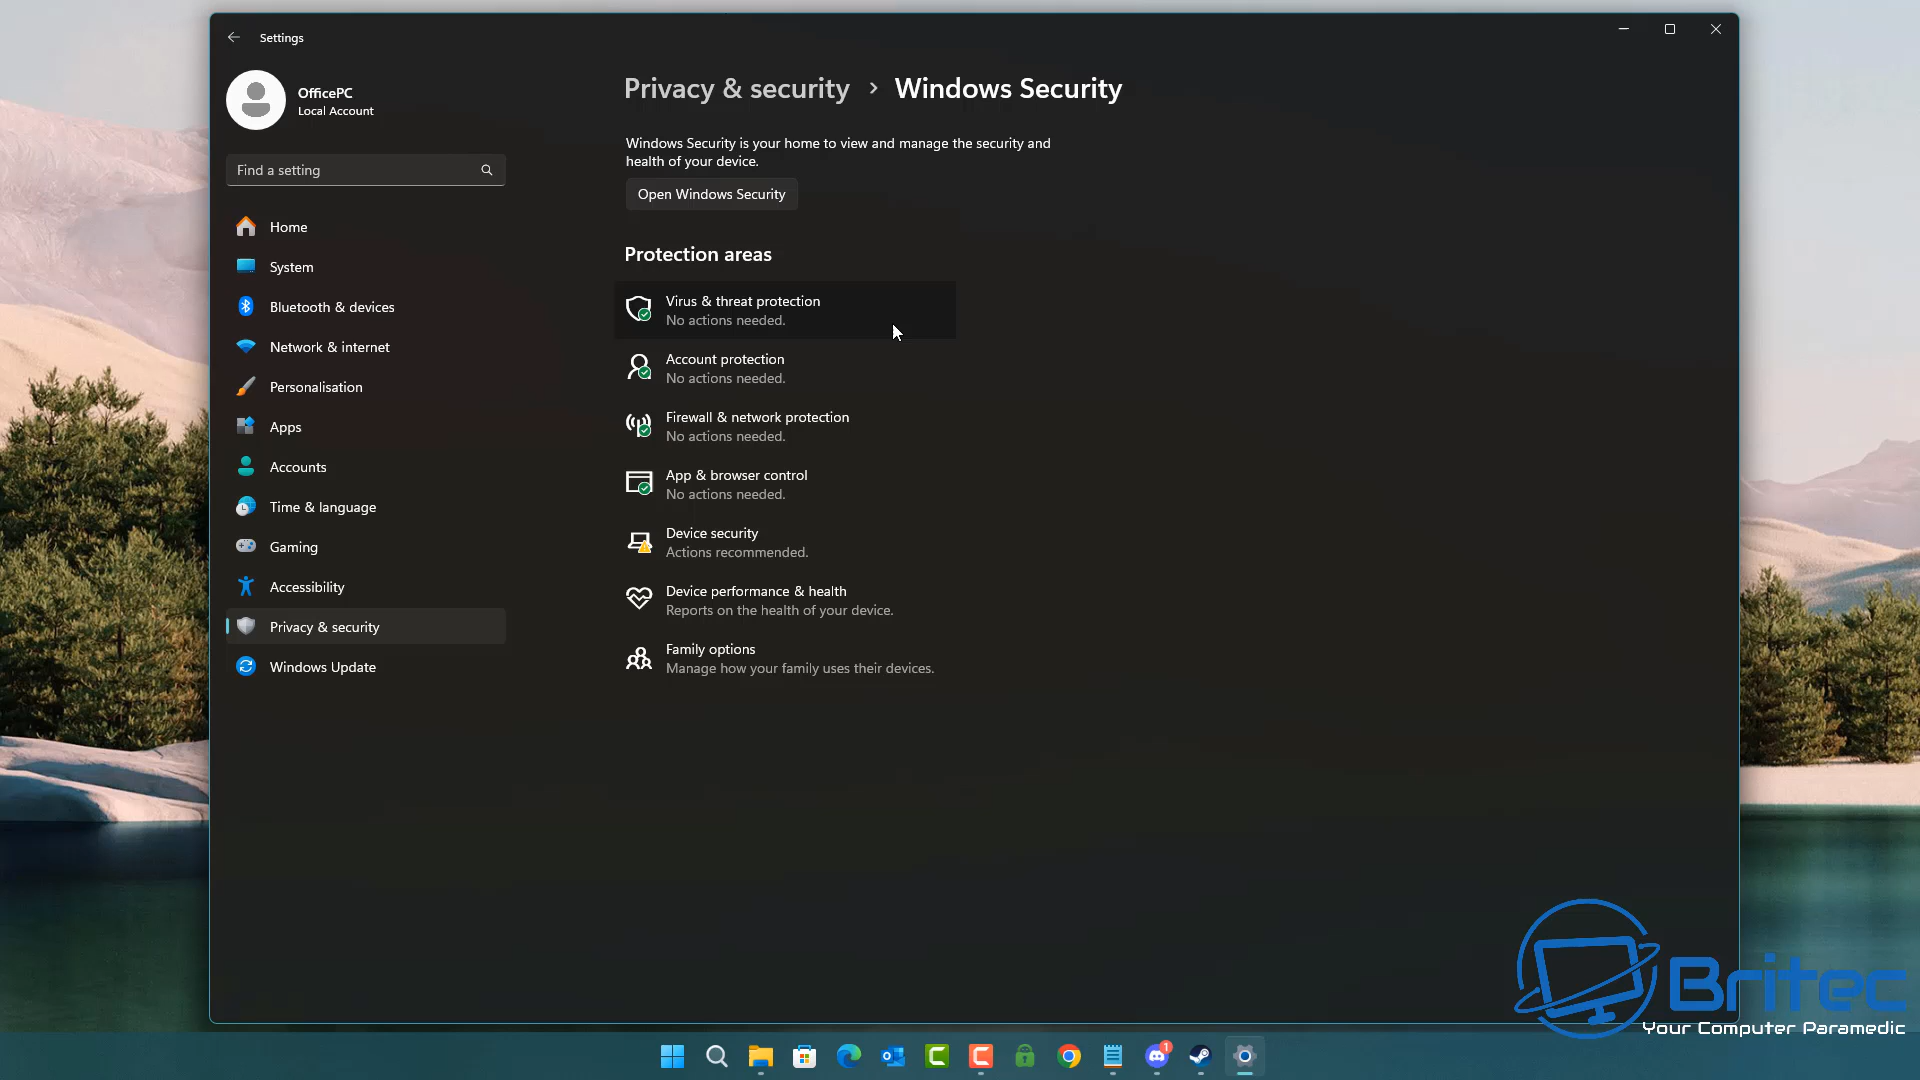 Settings
OfficePC
Local Account
Find a setting
Home
System
Bluetooth & devices
Network & internet
Personalisation
Apps
Accounts
Time & language
Gaming
Accessibility
Privacy & security
Windows Update
Privacy & security > Windows Security
Windows Security is your home to view and manage the security and
health of your device.
Open Windows Security
Protection areas
Virus & threat protection
No actions needed.
Account protection
No actions needed.
Firewall & network protection
No actions needed.
App & browser control
No actions needed.
Device security
Actions recommended.
Device performance & health
Reports on the health of your device.
Family options
Manage how your family uses their devices.
Britec
Your Computer Paramedic
1